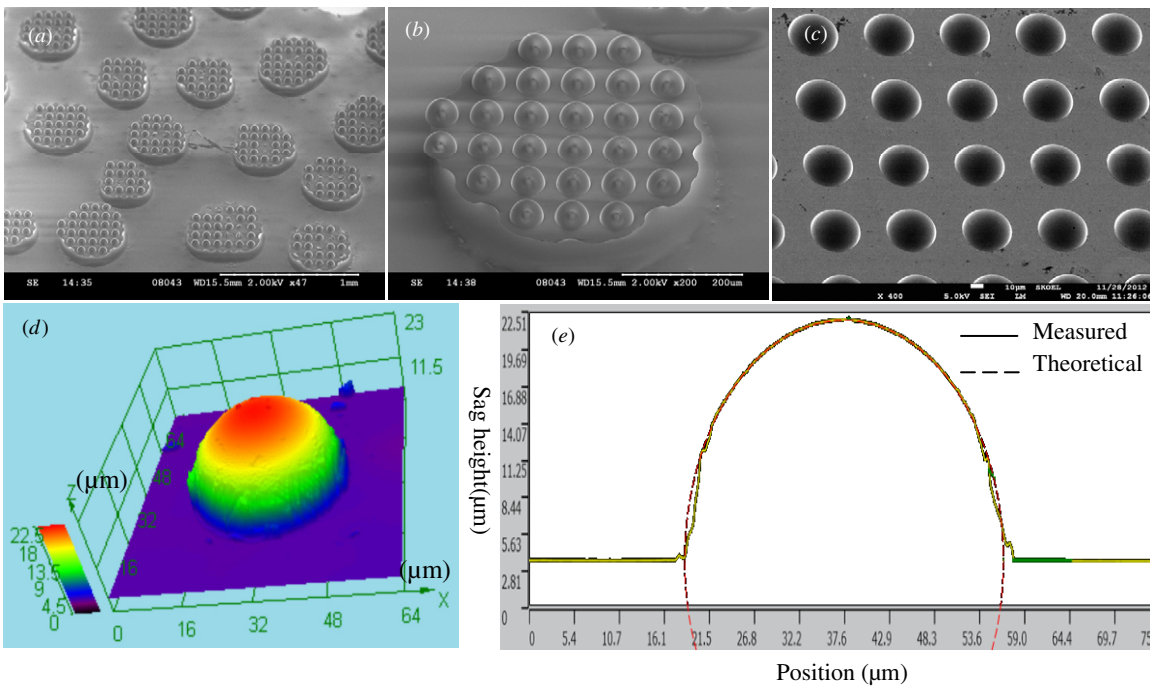 (a)
SE 14:35 08043 WD15.5mm 2.00kV x47 1mm
(b)
SE 14:38 08043 WD15.5mm 2.00kV x200 200um
(c)
10µm SKOEL 11/28/2012
X 400 5.0kV SEI LM WD 20.0mm 11:26:06
(d)
23
11.5
64
48
32
6
Z (µm)
22.5
18
13.5
9
4.5
0
(µm)
X
0 16 32 48 64
(e)
Measured
Theoretical
Sag height(µm)
22.51
19.69
16.88
14.07
11.25
8.44
5.63
2.81
0
0 5.4 10.7 16.1 21.5 26.8 32.2 37.6 42.9 48.3 53.6 59.0 64.4 69.7 75
Position (µm)